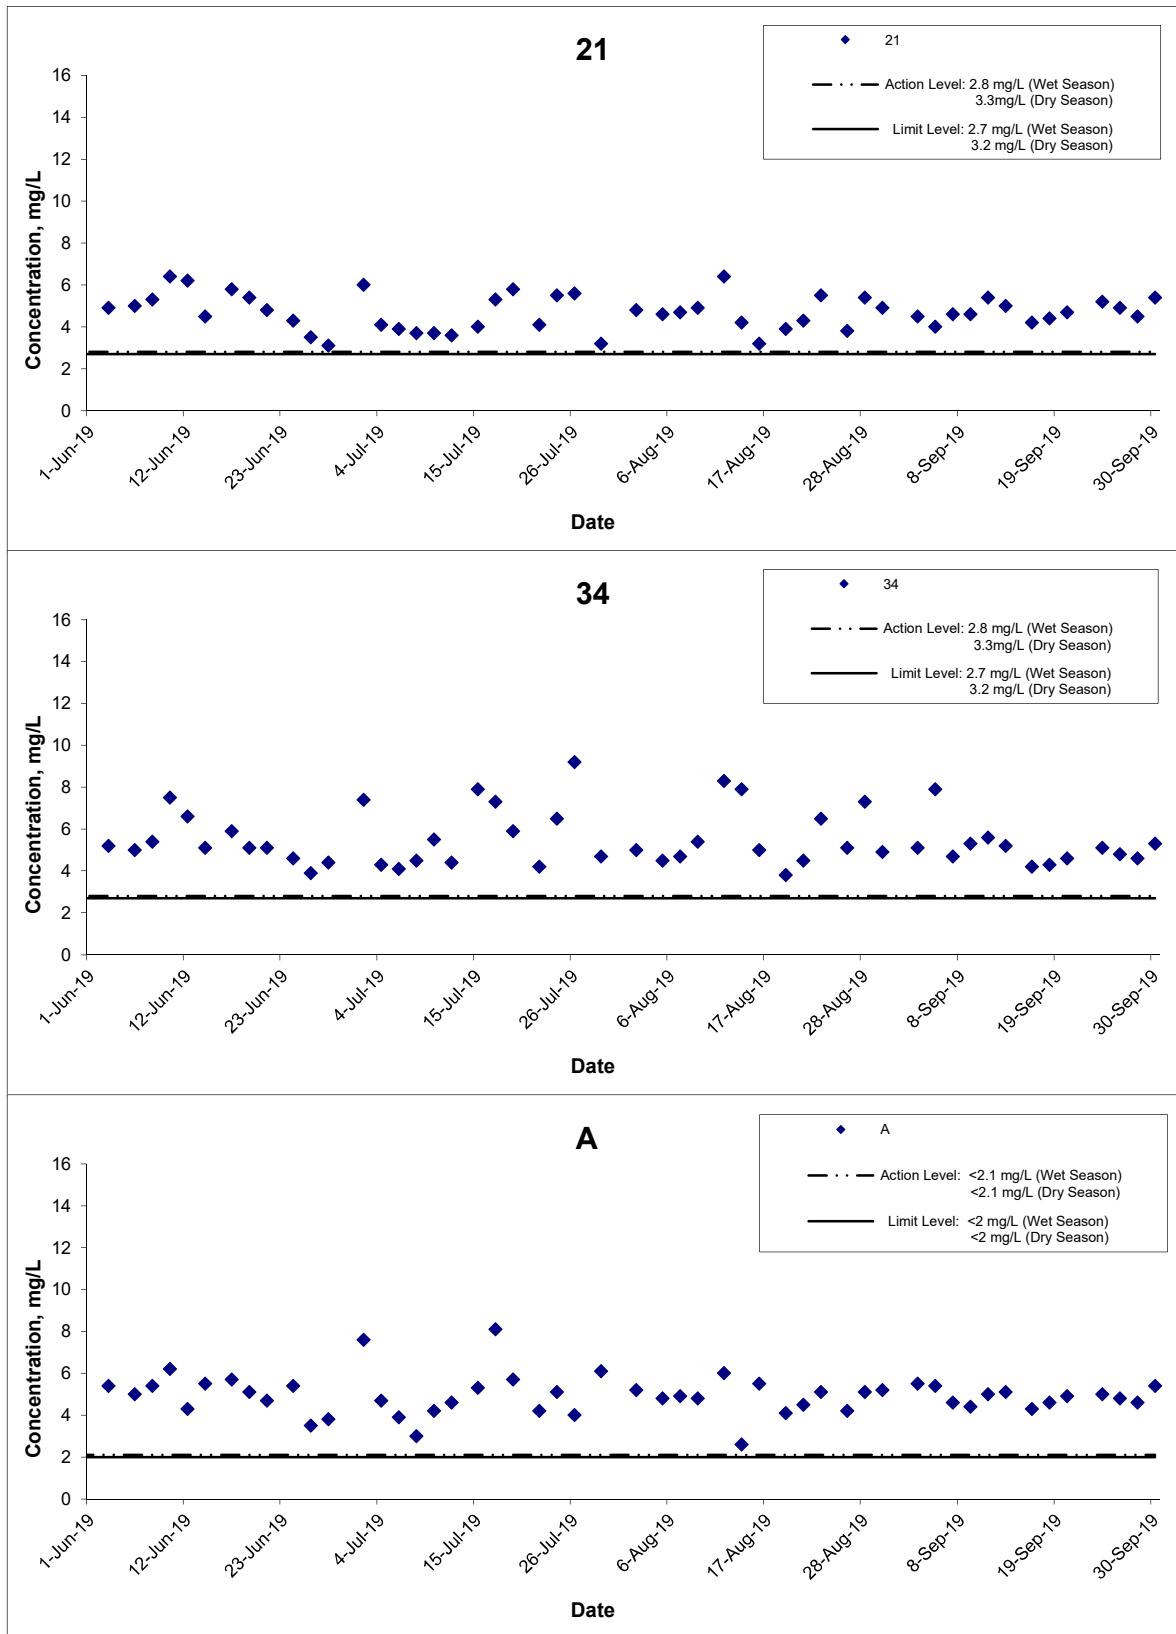 21
21
Action Level: 2.8 mg/L (Wet Season)
3.3mg/L (Dry Season)
Limit Level: 2.7 mg/L (Wet Season)
3.2 mg/L (Dry Season)
Concentration, mg/L
16
14
12
10
8
6
4
2
0
1-Jun-19 12-Jun-19 23-Jun-19 4-Jul-19 15-Jul-19 26-Jul-19 6-Aug-19 17-Aug-19 28-Aug-19 8-Sep-19 19-Sep-19 30-Sep-19
Date
34
34
Action Level: 2.8 mg/L (Wet Season)
3.3mg/L (Dry Season)
Limit Level: 2.7 mg/L (Wet Season)
3.2 mg/L (Dry Season)
Concentration, mg/L
16
14
12
10
8
6
4
2
0
1-Jun-19 12-Jun-19 23-Jun-19 4-Jul-19 15-Jul-19 26-Jul-19 6-Aug-19 17-Aug-19 28-Aug-19 8-Sep-19 19-Sep-19 30-Sep-19
Date
A
A
Action Level: <2.1 mg/L (Wet Season)
<2.1 mg/L (Dry Season)
Limit Level: <2 mg/L (Wet Season)
<2 mg/L (Dry Season)
Concentration, mg/L
16
14
12
10
8
6
4
2
0
1-Jun-19 12-Jun-19 23-Jun-19 4-Jul-19 15-Jul-19 26-Jul-19 6-Aug-19 17-Aug-19 28-Aug-19 8-Sep-19 19-Sep-19 30-Sep-19
Date